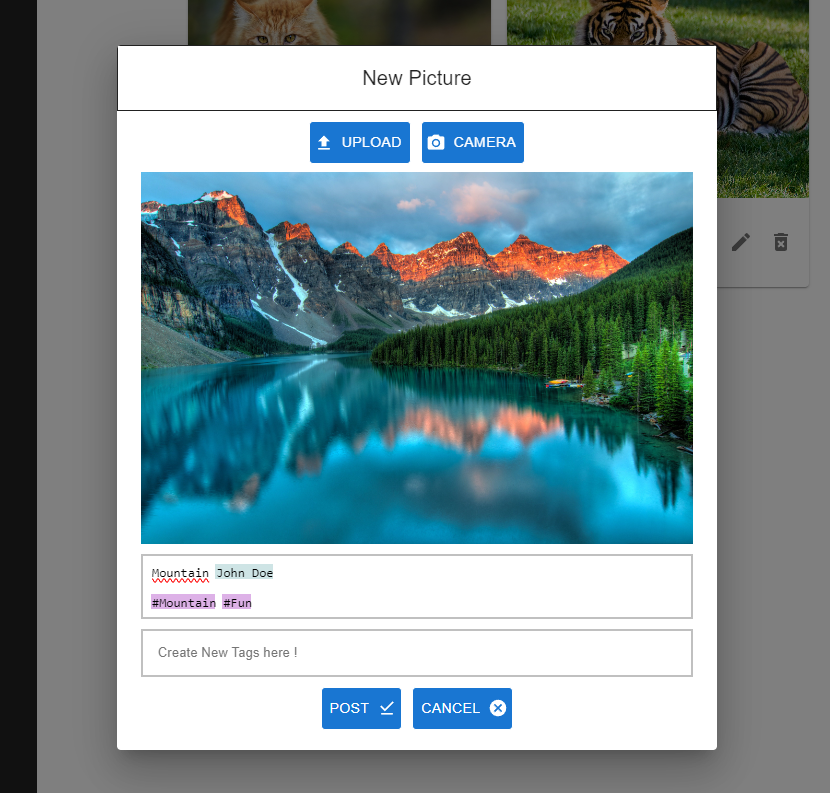 New Picture
UPLOAD CAMERA
Mountain John Doe
#Mountain #Fun
Create New Tags here !
POST CANCEL